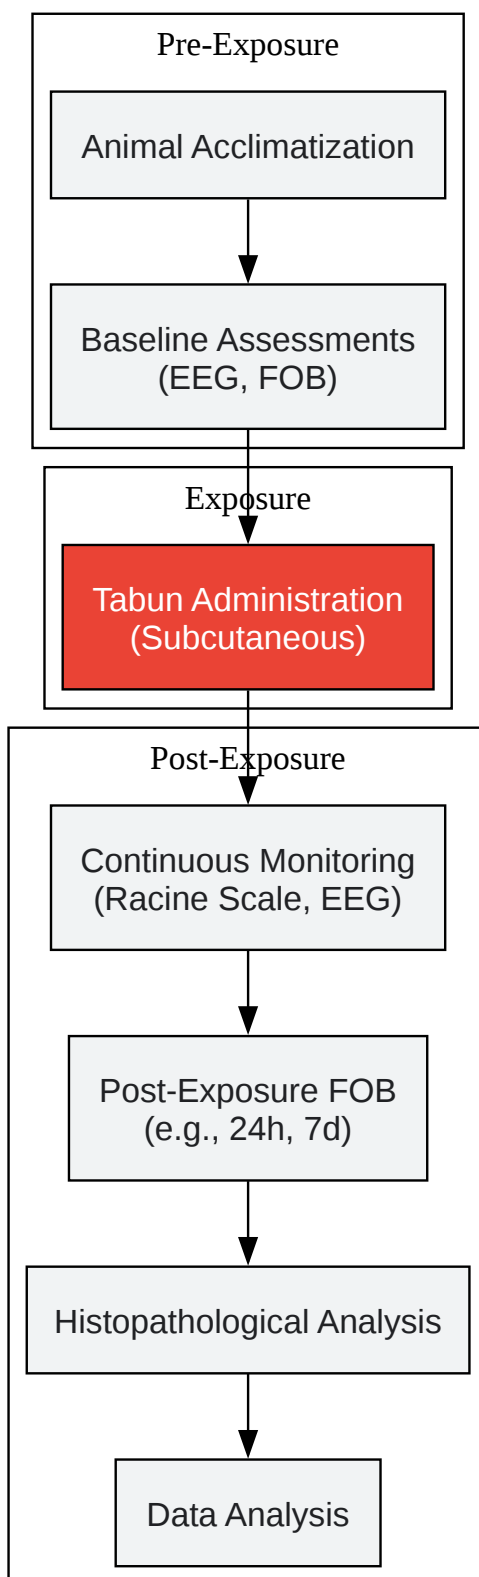 Pre-Exposure
Animal Acclimatization
Baseline Assessments
(EEG, FOB)
Exposure
Tabun Administration
(Subcutaneous)
Post-Exposure
Continuous Monitoring
(Racine Scale, EEG)
Post-Exposure FOB
(e.g., 24h, 7d)
Histopathological Analysis
Data Analysis